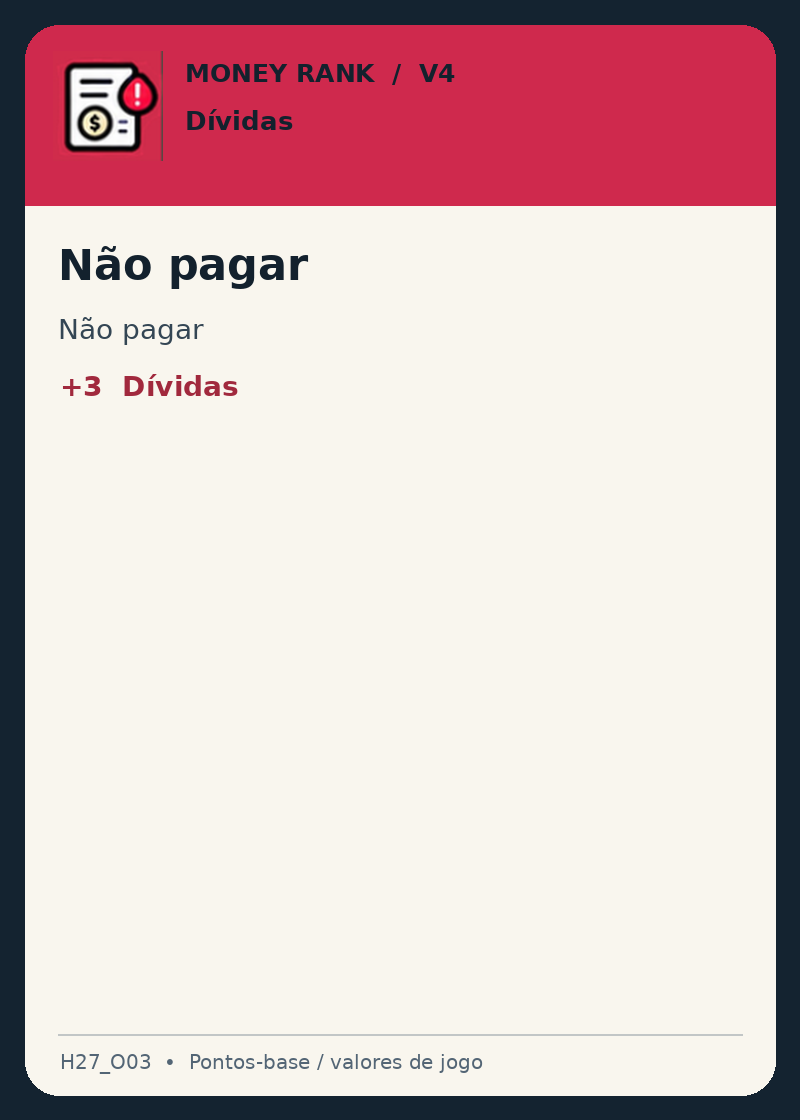 MONEY RANK / V4
Dívidas
Não pagar
Não pagar
+3 Dívidas
H27_O03 • Pontos-base / valores de jogo